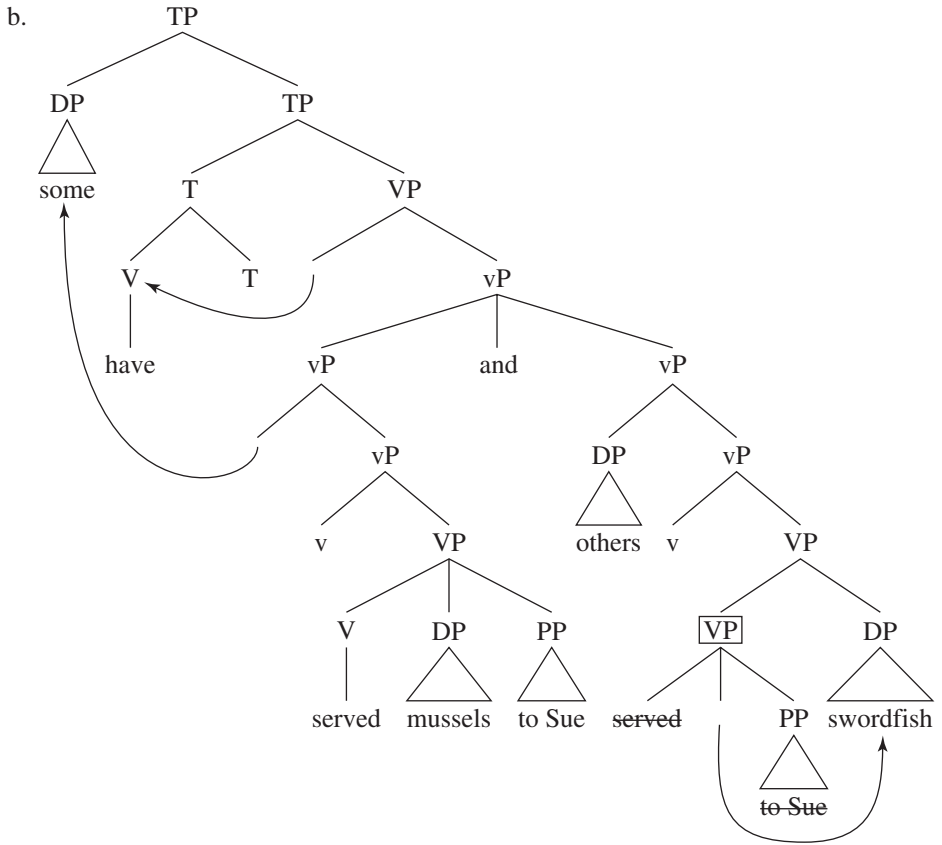 b. TP
DP TP
some T VP
V T vP
have vP and vP
vP DP vP
v VP others v VP
V DP PP VP DP
served mussels to Sue served PP swordfish
to Sue